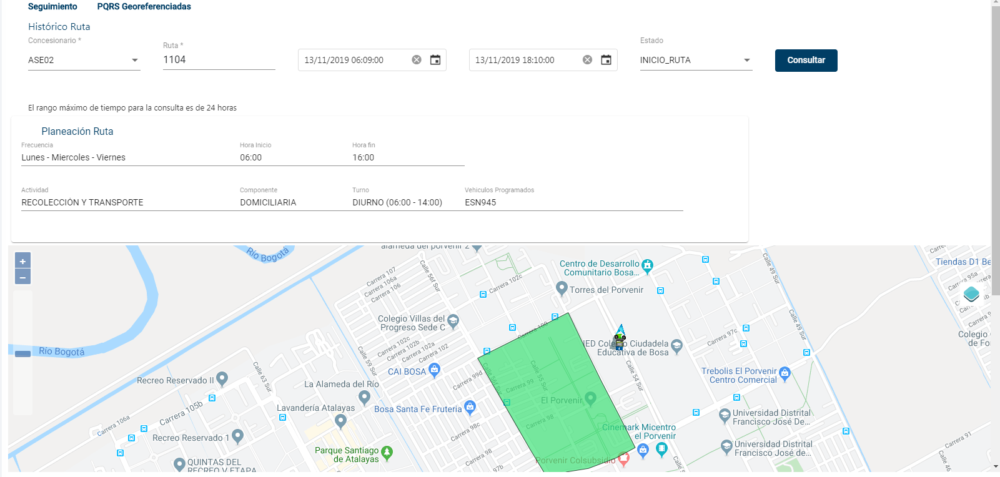 Seguimiento PQRS Georeferenciadas
Histórico Ruta
Concesionario *
Ruta *
Estado
ASE02
1104
13/11/2019 06:09:00
13/11/2019 18:10:00
INICIO_RUTA
Consultar
El rango máximo de tiempo para la consulta es de 24 horas
Planeación Ruta
Frecuencia Hora Inicio Hora fin
Lunes - Miercoles - Viernes 06:00 16:00
Actividad Componente Turno Vehiculos Programados
RECOLECCIÓN Y TRANSPORTE DOMICILIARIA DIURNO (06:00 - 14:00) ESN945
+
−
Río Bogotá
alameda del porvenir 2
Centro de Desarrollo
Comunitario Bosa...
Torres del Porvenir
Tiendas D1 Be
Carrera 95a
Calle 49 Sur
Calle 49 Sur
Carrera 107
Carrera 106a
Carrera 106
Calle 56f Sur
Carrera 102c
Colegio Villas del
Progreso Sede C
Carrera 100
Carrera 102c
Carrera 102b
Carrera 102a
Calle 59 Sur
Río Bogotá
IED Colegio Ciudadela
Educativa de Bosa
Carrera 97c
Colegio
de Fo
CAI BOSA
Carrera 99d
Calle 56f Sur
Carrera 99
Calle 55 Sur
Calle 54 Sur
Calle 63 Sur
Trebolis El Porvenir
Centro Comercial
Recreo Reservado II
La Alameda del Río
El Porvenir
Lavandería Atalayas
Bosa Santa Fe Fruteria
Carrera 105b
Carrera 106a
Carrera 98
Carrera 98c
Universidad Distrital
Francisco José De...
Recreo Reservado 1
Cinemark Micentro
el Porvenir
Carrera 91
Parque Santiago
de Atalayas
Carrera 98
Carrera 97b
Universidad Distrital
Francisco José de...
Porvenir Colsubsidio
QUINTAS DEL
RECREO V ETAPA
Calle 46